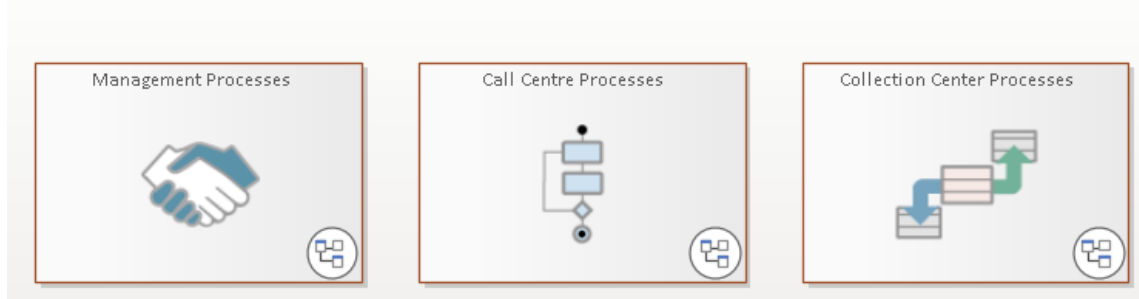 Management Processes
Call Centre Processes
Collection Center Processes